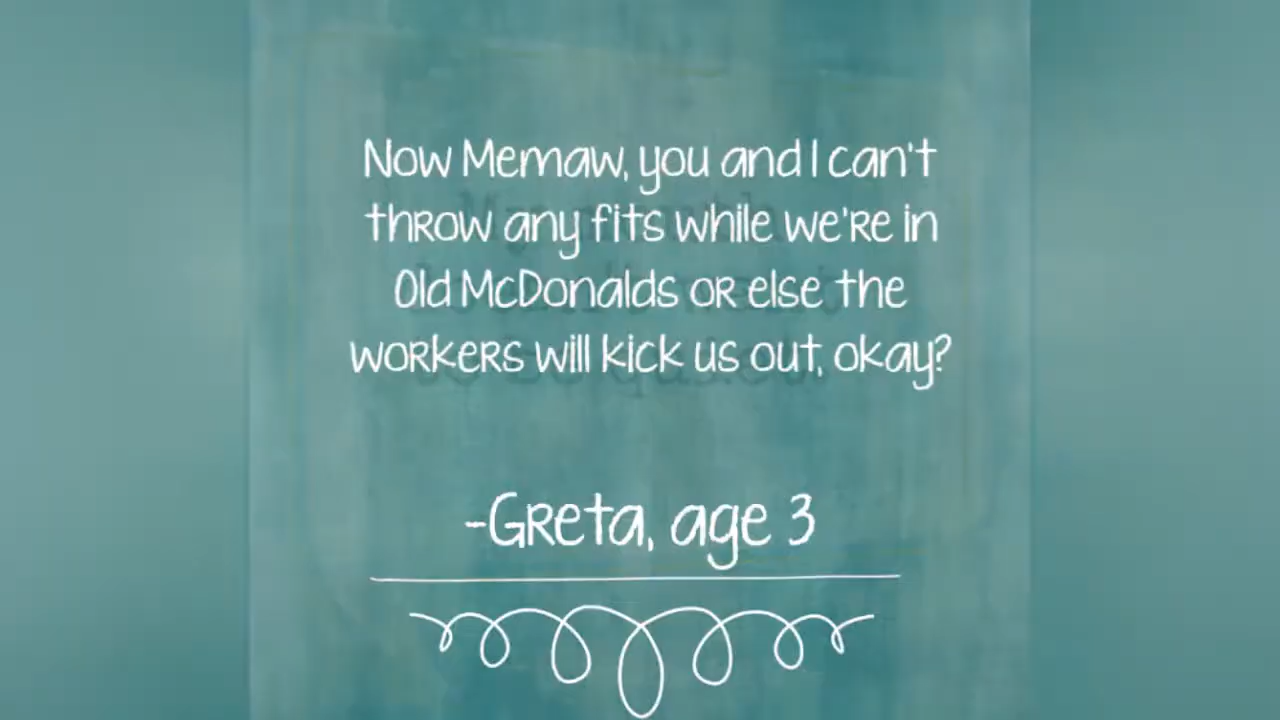 Now Memaw, you and I can't
throw any fits while we're in
Old McDonalds or else the
workers will kick us out, okay?
-Greta, age 3